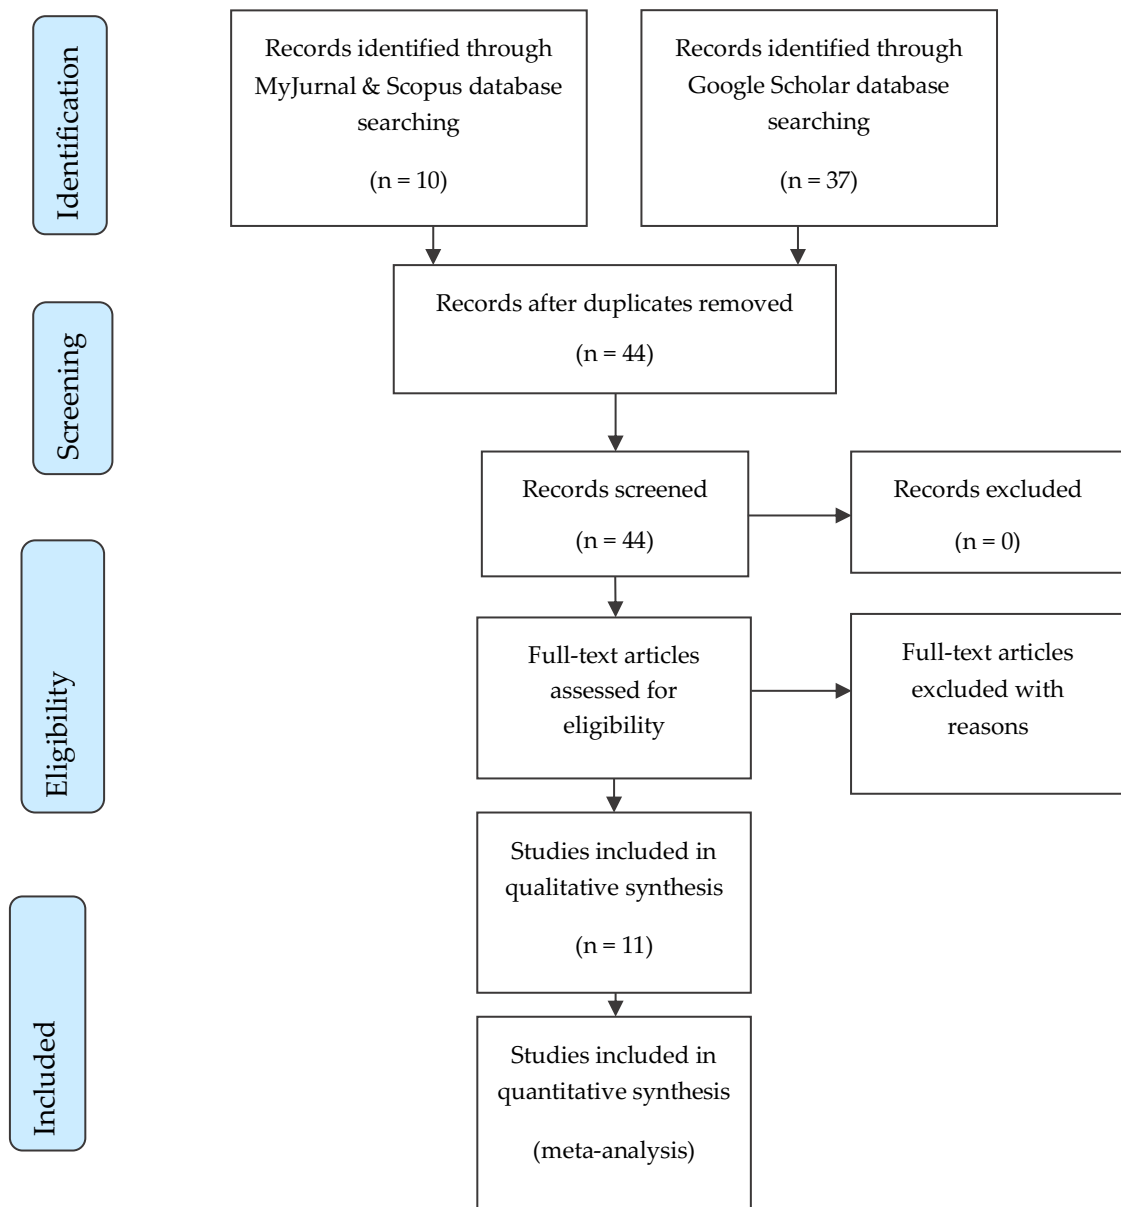 Identification
Records identified through
MyJurnal & Scopus database
searching
(n = 10)
Records identified through
Google Scholar database
searching
(n = 37)
Records after duplicates removed
(n = 44)
Screening
Records screened
(n = 44)
Records excluded
(n = 0)
Eligibility
Full-text articles
assessed for
eligibility
Full-text articles
excluded with
reasons
Studies included in
qualitative synthesis
(n = 11)
Included
Studies included in
quantitative synthesis
(meta-analysis)